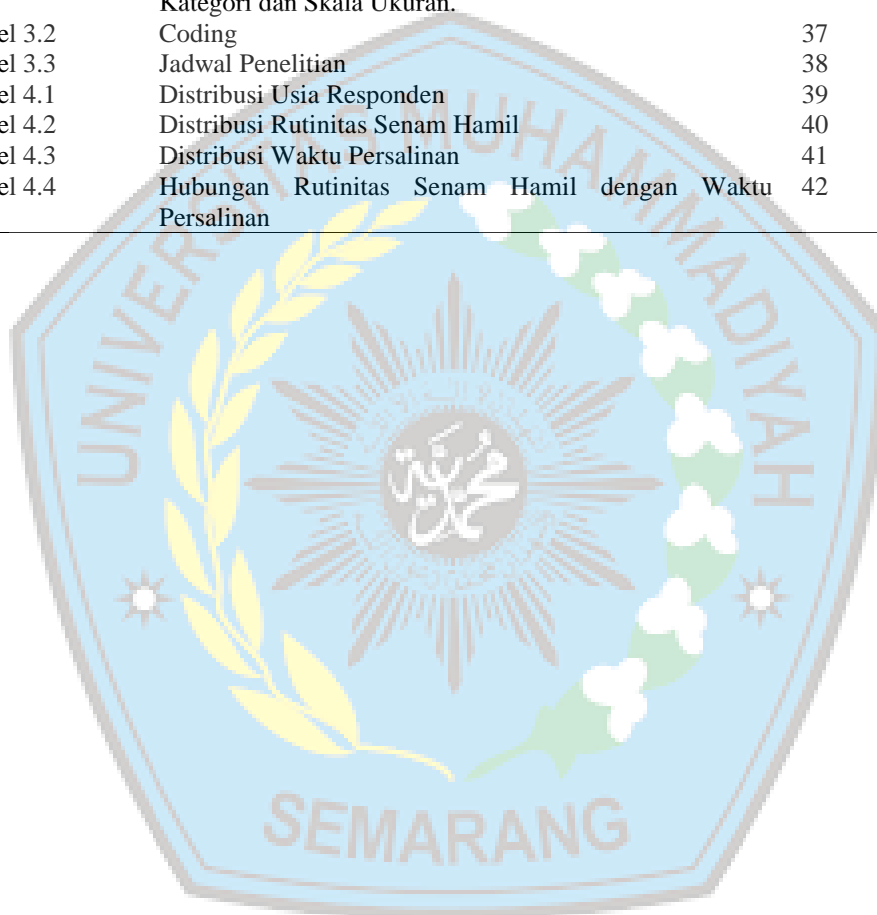 Kategori dan Skala Ukuran.
el 3.2 Coding 37
el 3.3 Jadwal Penelitian 38
el 4.1 Distribusi Usia Responden 39
el 4.2 Distribusi Rutinitas Senam Hamil 40
el 4.3 Distribusi Waktu Persalinan 41
el 4.4 Hubungan Rutinitas Senam Hamil dengan Waktu 42
Persalinan
UNIVERSITAS MUHAMMADIYAH
SEMARANG